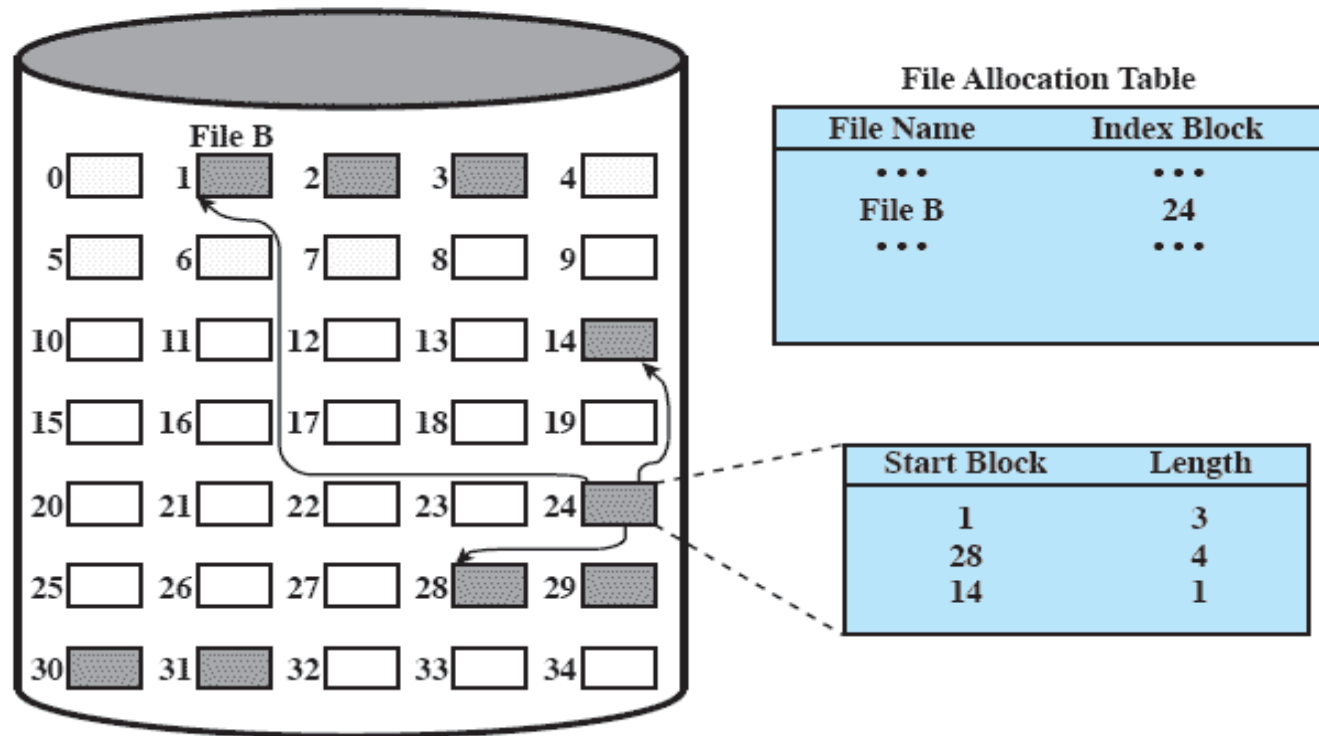 File B
0 1 2 3 4
5 6 7 8 9
10 11 12 13 14
15 16 17 18 19
20 21 22 23 24
25 26 27 28 29
30 31 32 33 34
File Allocation Table
File Name Index Block
• • • • • •
File B 24
• • • • • •
Start Block Length
1 3
28 4
14 1